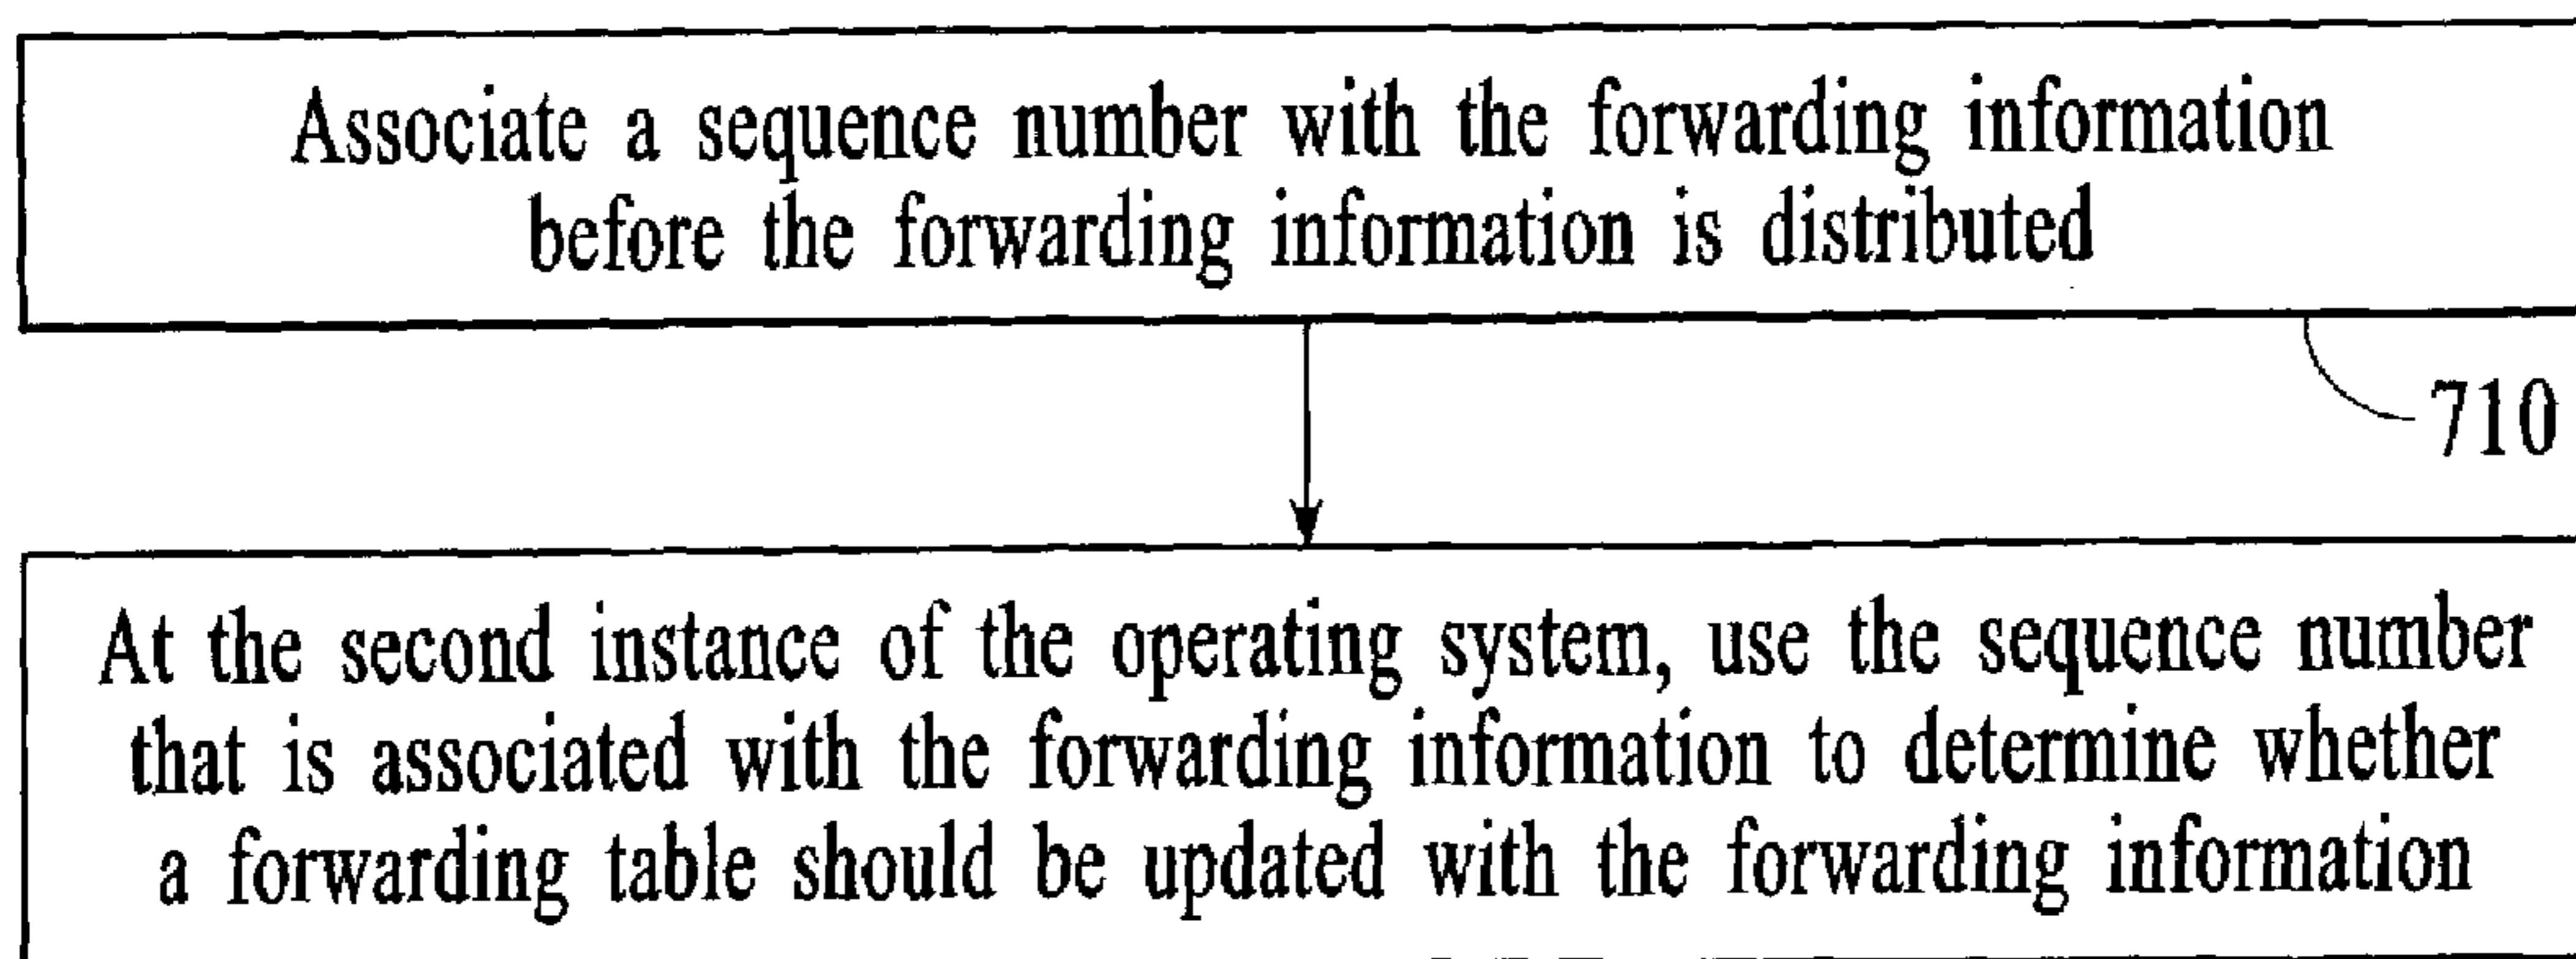 Associate a sequence number with the forwarding information
before the forwarding information is distributed
710
At the second instance of the operating system, use the sequence number
that is associated with the forwarding information to determine whether
a forwarding table should be updated with the forwarding information